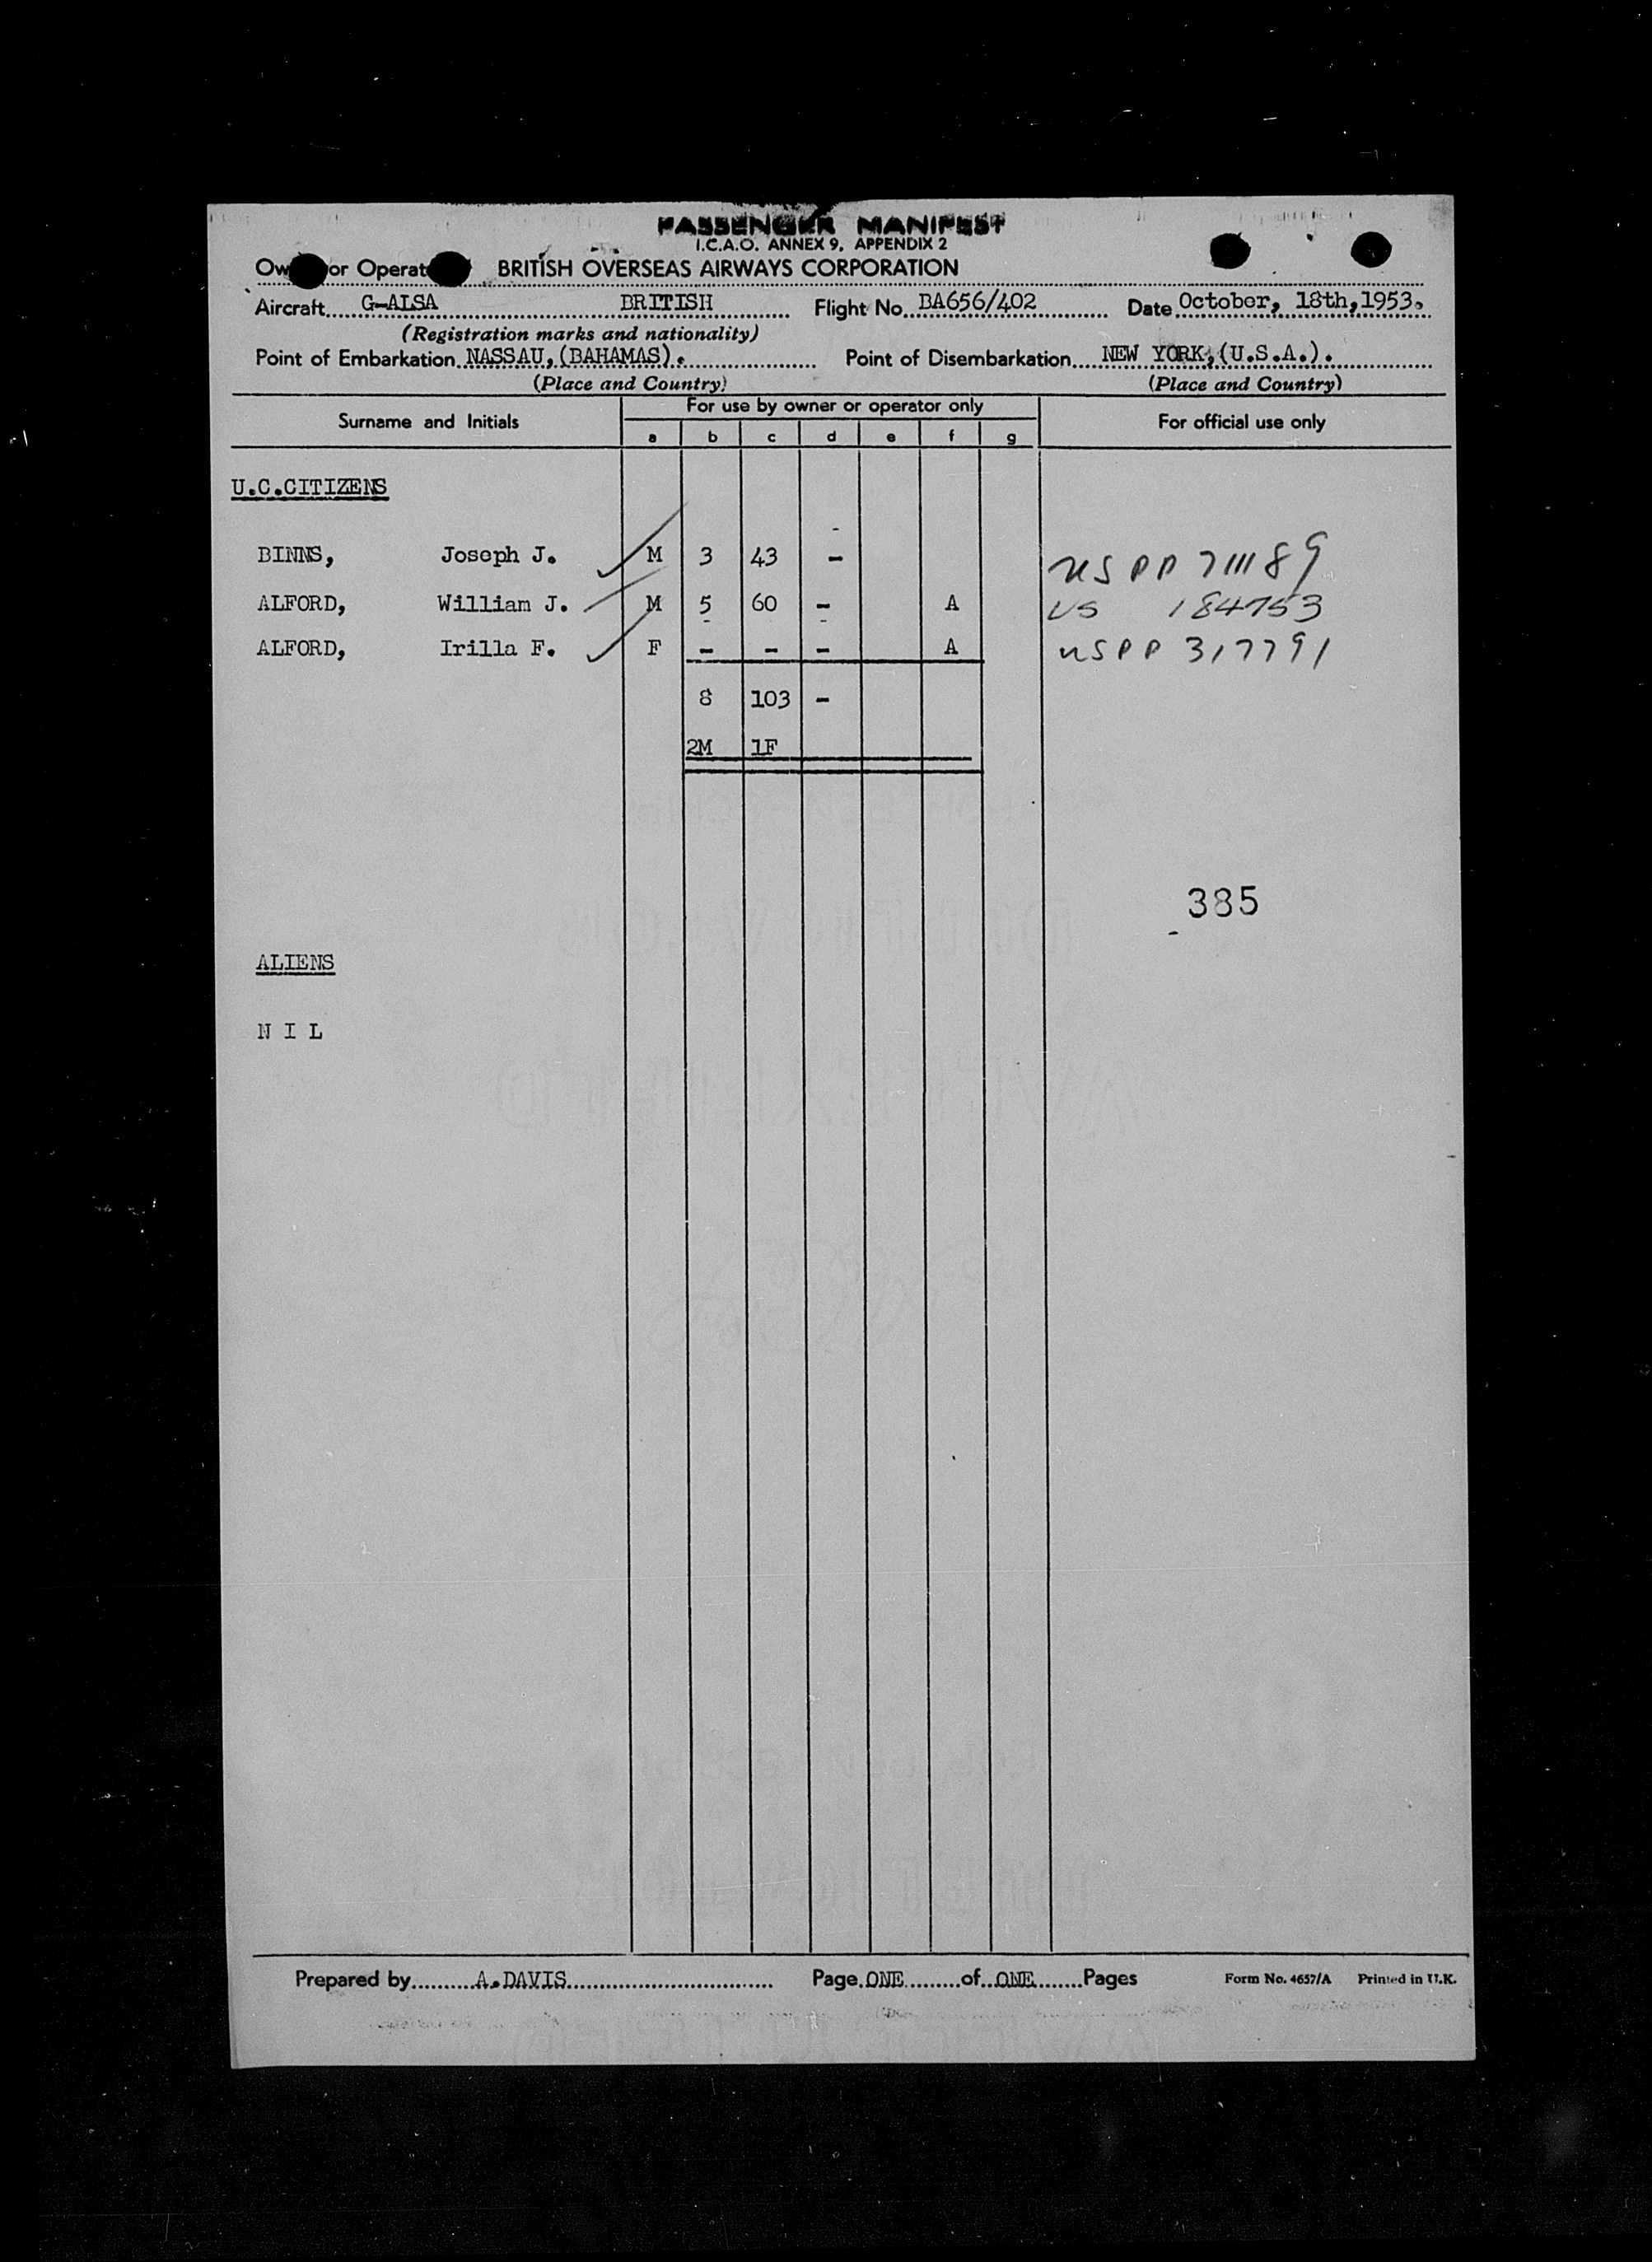 PASSENGER MANIFEST
I.C.A.O. ANNEX 9, APPENDIX 2
Ow or Operat BRITISH OVERSEAS AIRWAYS CORPORATION
Aircraft G-ALSA BRITISH Flight No. BA656/402 Date October, 18th, 1953.
(Registration marks and nationality)
Point of Embarkation NASSAU, (BAHAMAS). Point of Disembarkation NEW YORK, (U.S.A.).
(Place and Country) (Place and Country)
Surname and Initials For use by owner or operator only For official use only
a b c d e f g
U.C.CITIZENS
BINNS, Joseph J. M 3 43 - US PP 711189
ALFORD, William J. M 5 60 - A US 184753
ALFORD, Irilla F. F - - - A USPP 317791
8 103 -
2M 1F
385
ALIENS
N I L
Prepared by A. DAVIS Page ONE of ONE Pages Form No. 4657/A Printed in U.K.